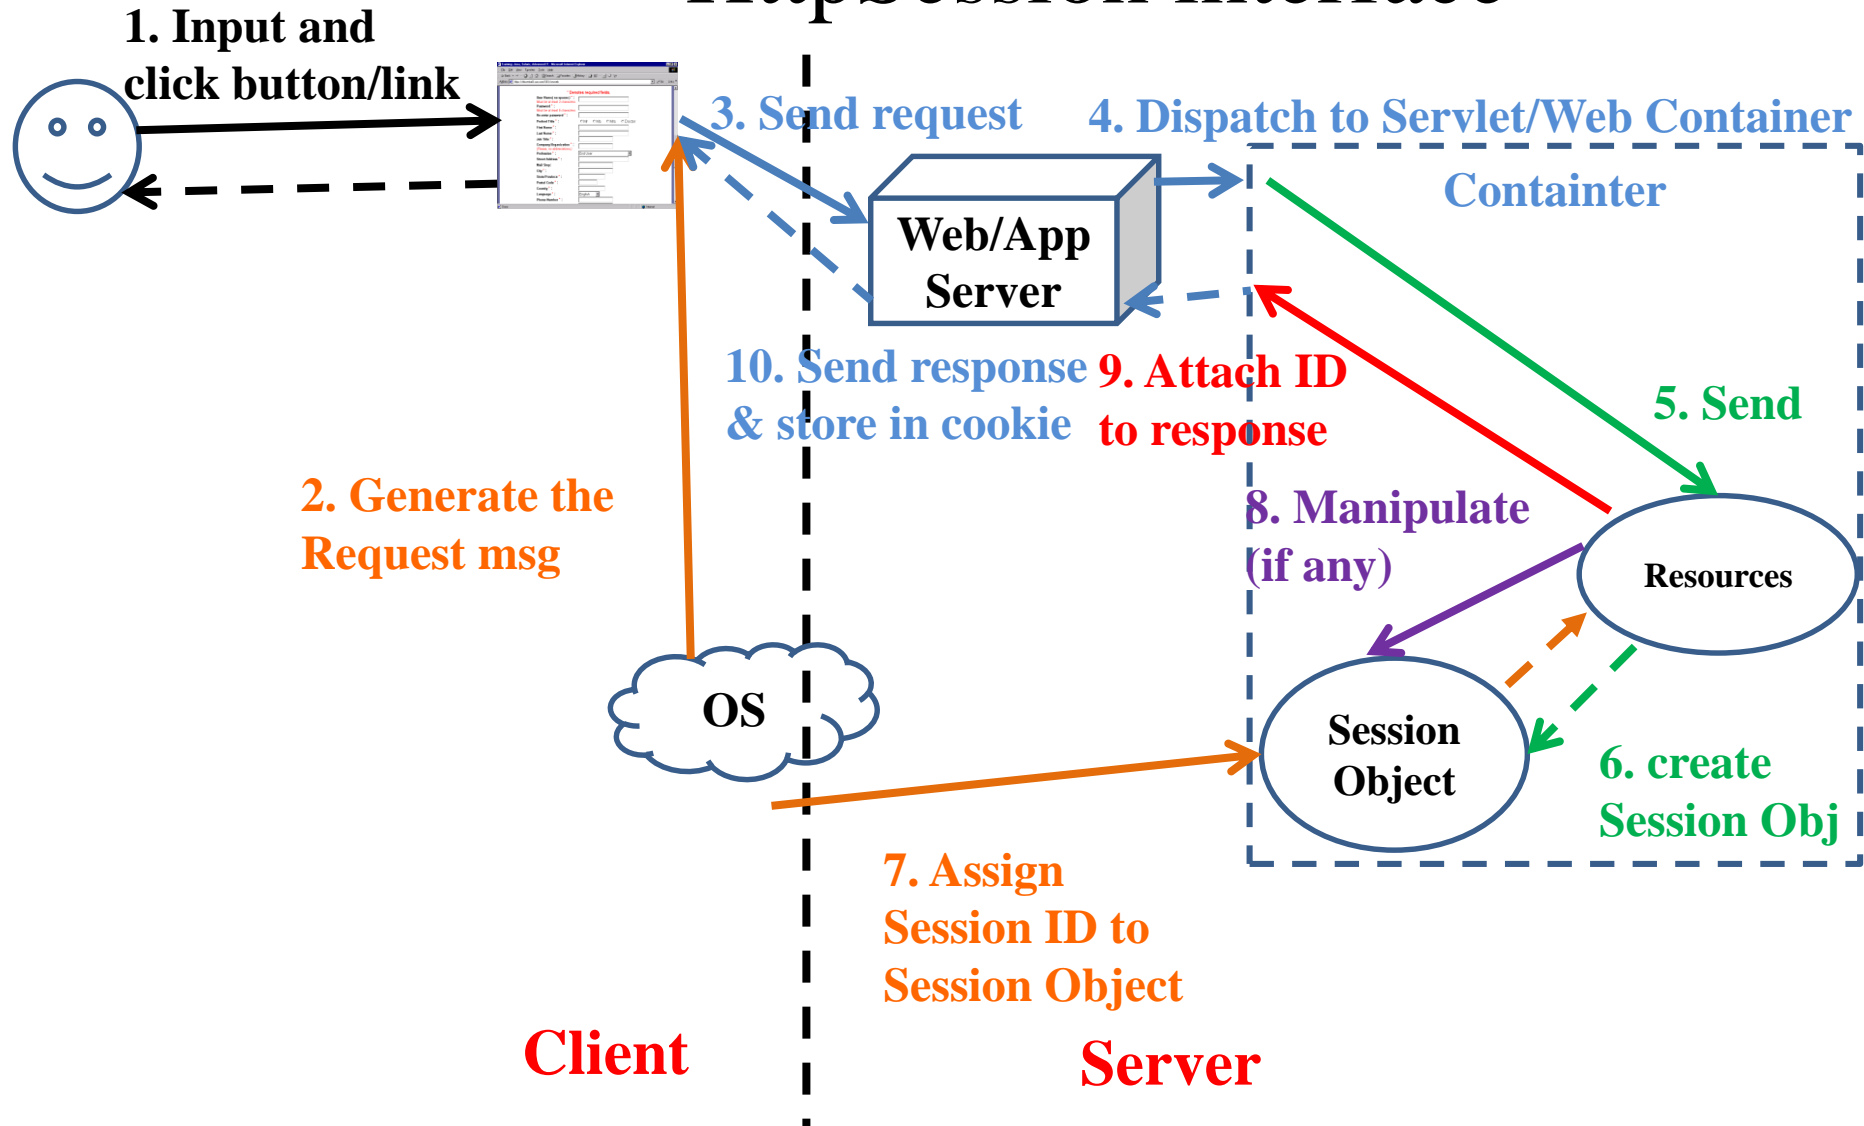 HttpSession interface
1. Input and
click button/link
3. Send request
4. Dispatch to Servlet/Web Container
Containter
Web/App
Server
10. Send response
& store in cookie
9. Attach ID
to response
5. Send
2. Generate the
Request msg
8. Manipulate
(if any)
Resources
OS
Session
Object
6. create
Session Obj
7. Assign
Session ID to
Session Object
Client
Server